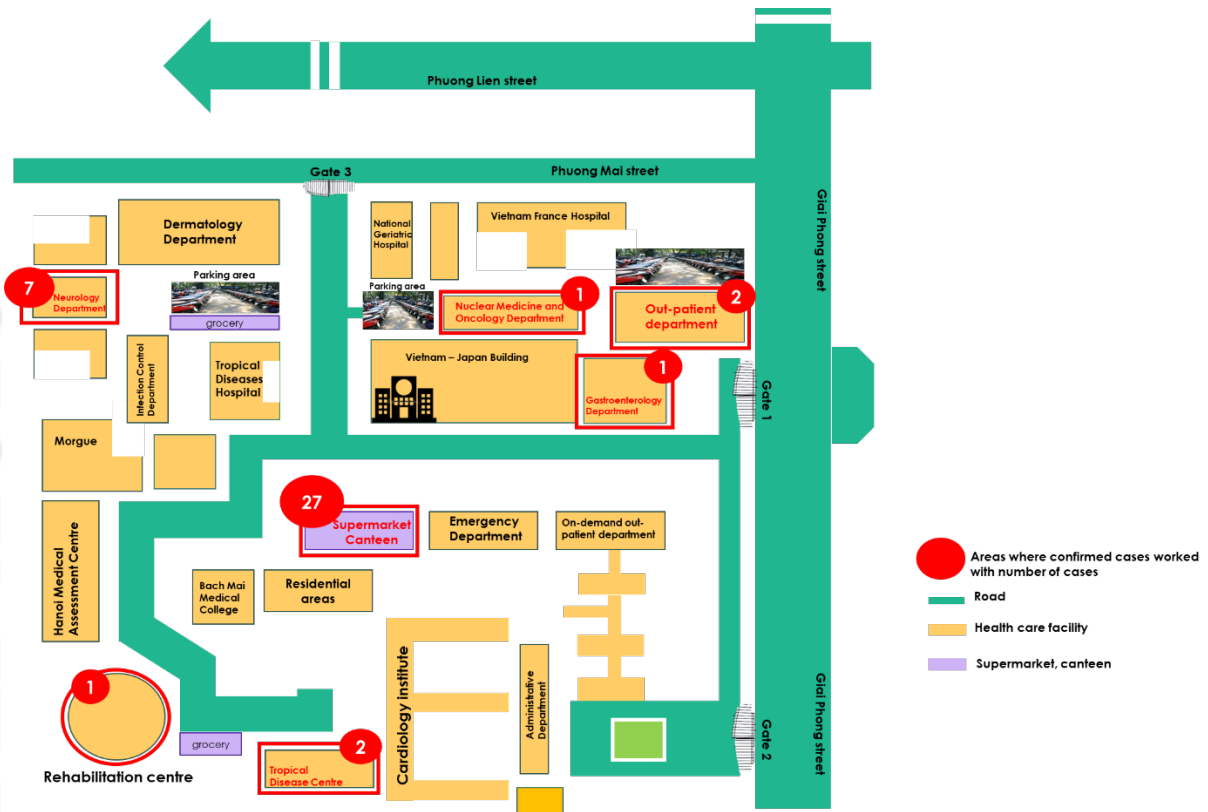 Phuong Lien street
Gate 3
Phuong Mai street
Giai Phong street
Dermatology
Department
National
Geriatric
Hospital
Vietnam France Hospital
Parking area
7
Neurology
Department
grocery
Parking area
1
Nuclear Medicine and
Oncology Department
2
Out-patient
department
Infection Control
Department
Tropical
Diseases
Hospital
Vietnam – Japan Building
1
Gastroenterology
Department
Gate 1
Morgue
27
Supermarket
Canteen
Emergency
Department
On-demand out-
patient department
Hanoi Medical
Assessment Centre
Bach Mai
Medical
College
Residential
areas
Cardiology institute
Administrative
Department
1
Rehabilitation centre
grocery
2
Tropical
Disease Centre
Gate 2
Giai Phong street
Areas where confirmed cases worked
with number of cases
Road
Health care facility
Supermarket, canteen